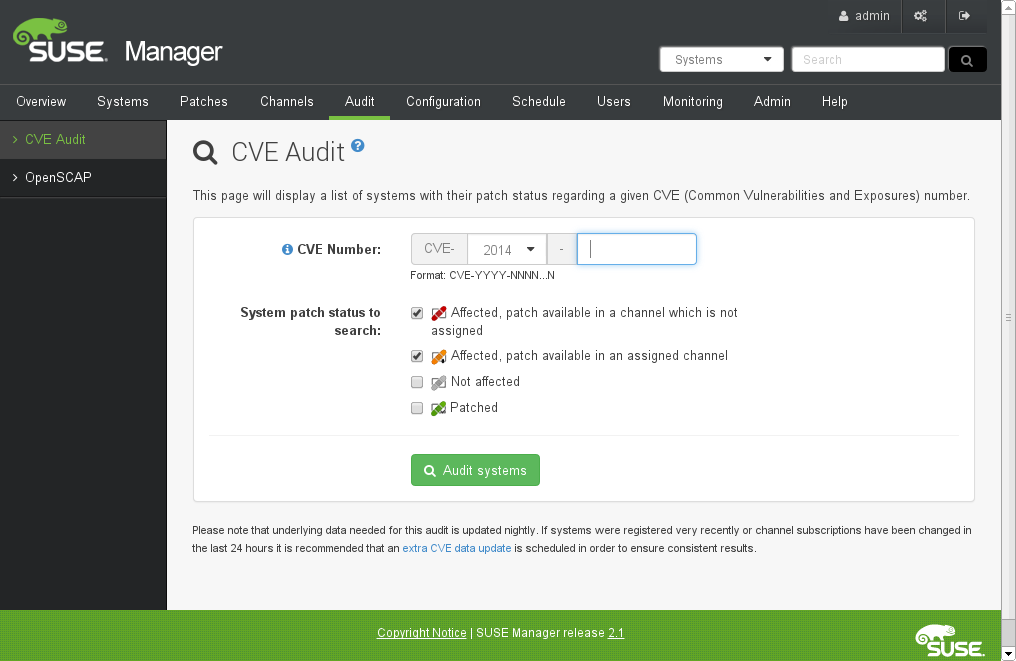 admin
SUSE Manager
Systems
Search
Overview Systems Patches Channels Audit Configuration Schedule Users Monitoring Admin Help
CVE Audit
OpenSCAP
CVE Audit ?
This page will display a list of systems with their patch status regarding a given CVE (Common Vulnerabilities and Exposures) number.
CVE Number: CVE- 2014 -
Format: CVE-YYYY-NNNN...N
System patch status to search:
Affected, patch available in a channel which is not
assigned
Affected, patch available in an assigned channel
Not affected
Patched
Audit systems
Please note that underlying data needed for this audit is updated nightly. If systems were registered very recently or channel subscriptions have been changed in
the last 24 hours it is recommended that an extra CVE data update is scheduled in order to ensure consistent results.
Copyright Notice | SUSE Manager release 2.1
SUSE